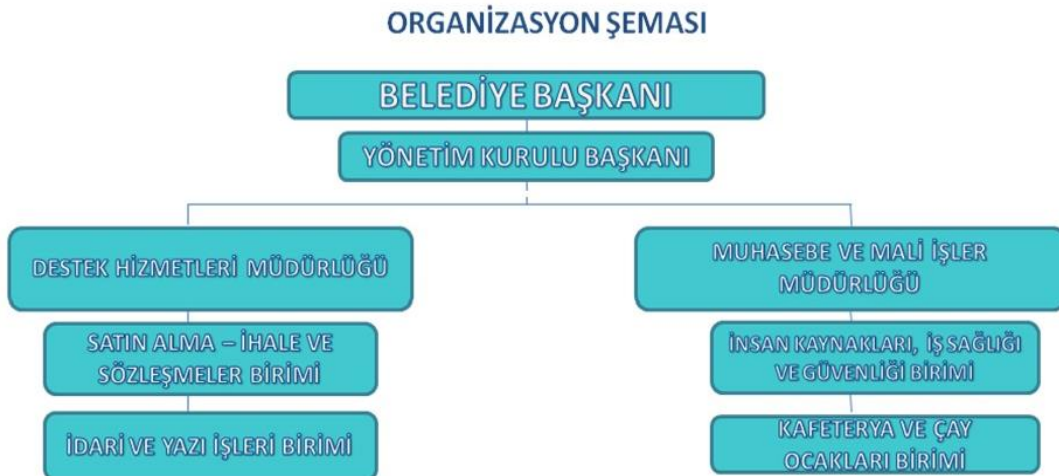 ORGANİZASYON ŞEMASI
BELEDİYE BAŞKANI
YÖNETİM KURULU BAŞKANI
DESTEK HİZMETLERİ MÜDÜRLÜĞÜ
SATIN ALMA – İHALE VE
SÖZLEŞMELER BİRİMİ
İDARİ VE YAZI İŞLERİ BİRİMİ
MUHASEBE VE MALİ İŞLER
MÜDÜRLÜĞÜ
İNSAN KAYNAKLARI, İŞ SAĞLIĞI
VE GÜVENLİĞİ BİRİMİ
KAFETERYA VE ÇAY
OCAKLARI BİRİMİ